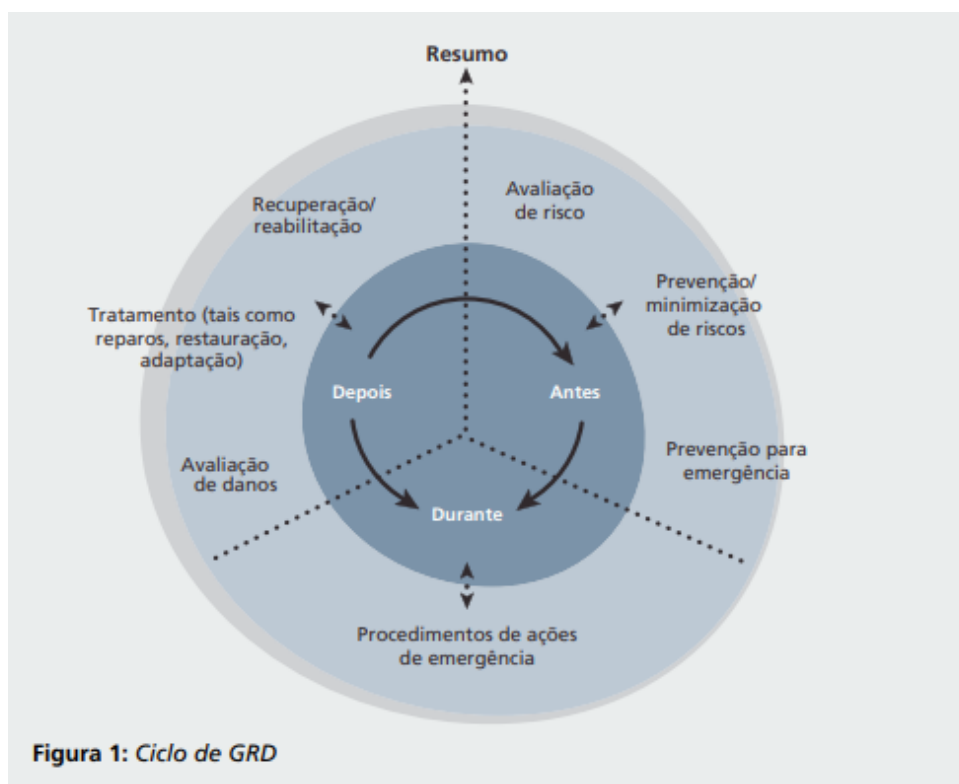 Resumo
Avaliação
de risco
Prevenção/
minimização
de riscos
Prevenção para
emergência
Procedimentos de ações
de emergência
Avaliação
de danos
Tratamento (tais como
reparos, restauração,
adaptação)
Recuperação/
reabilitação
Depois
Antes
Durante
Figura 1: Ciclo de GRD